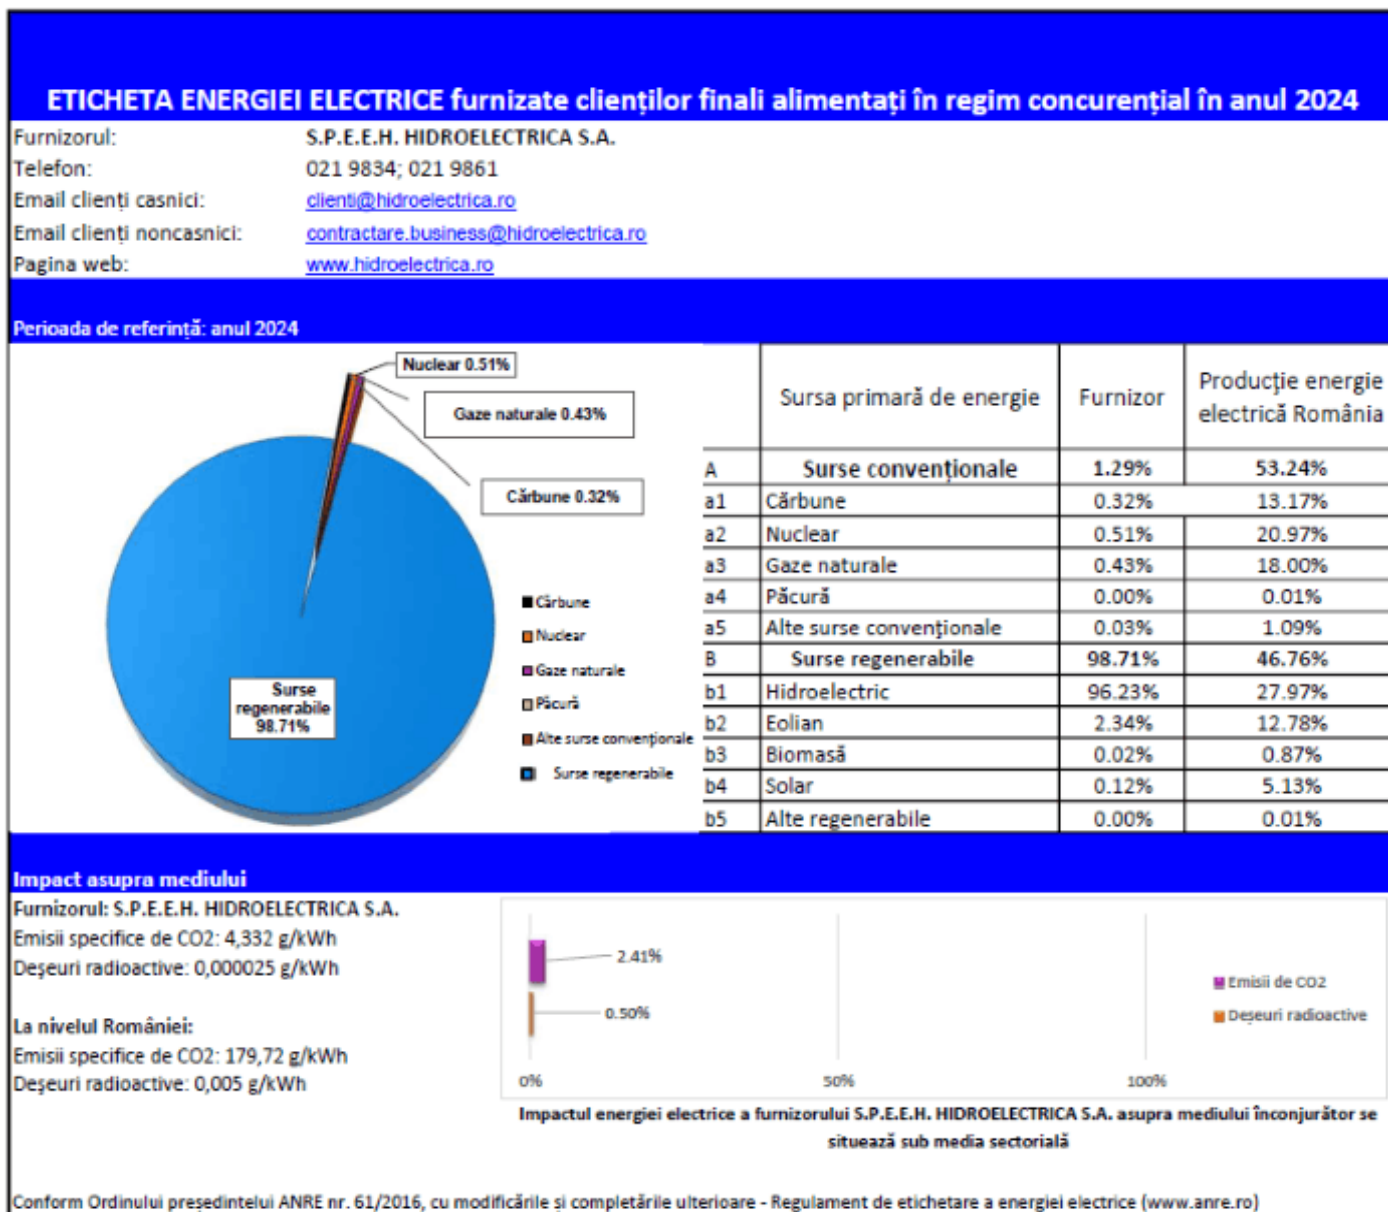 ETICHETA ENERGIEI ELECTRICE furnizate clienților finali alimentați în regim concurențial în anul 2024
Furnizorul: S.P.E.E.H. HIDROELECTRICA S.A.
Telefon: 021 9834; 021 9861
Email clienți casnici: clienti@hidroelectrica.ro
Email clienți noncasnici: contractare.business@hidroelectrica.ro
Pagina web: www.hidroelectrica.ro
Perioada de referință: anul 2024
Nuclear 0.51%
Gaze naturale 0.43%
Cărbune 0.32%
Surse
regenerabile
98.71%
Cărbune
Nuclear
Gaze naturale
Păcură
Alte surse convenționale
Surse regenerabile
Sursa primară de energie Furnizor Producție energie
electrică România
A Surse convenționale 1.29% 53.24%
a1 Cărbune 0.32% 13.17%
a2 Nuclear 0.51% 20.97%
a3 Gaze naturale 0.43% 18.00%
a4 Păcură 0.00% 0.01%
a5 Alte surse convenționale 0.03% 1.09%
B Surse regenerabile 98.71% 46.76%
b1 Hidroelectric 96.23% 27.97%
b2 Eolian 2.34% 12.78%
b3 Biomasă 0.02% 0.87%
b4 Solar 0.12% 5.13%
b5 Alte regenerabile 0.00% 0.01%
Impact asupra mediului
Furnizorul: S.P.E.E.H. HIDROELECTRICA S.A.
Emisii specifice de CO2: 4,332 g/kWh
Deșeuri radioactive: 0,000025 g/kWh
La nivelul României:
Emisii specifice de CO2: 179,72 g/kWh
Deșeuri radioactive: 0,005 g/kWh
2.41%
0.50%
Emisii de CO2
Deșeuri radioactive
0% 50% 100%
Impactul energiei electrice a furnizorului S.P.E.E.H. HIDROELECTRICA S.A. asupra mediului înconjurător se
situează sub media sectorială
Conform Ordinului președintelui ANRE nr. 61/2016, cu modificările și completările ulterioare - Regulament de etichetare a energiei electrice (www.anre.ro)